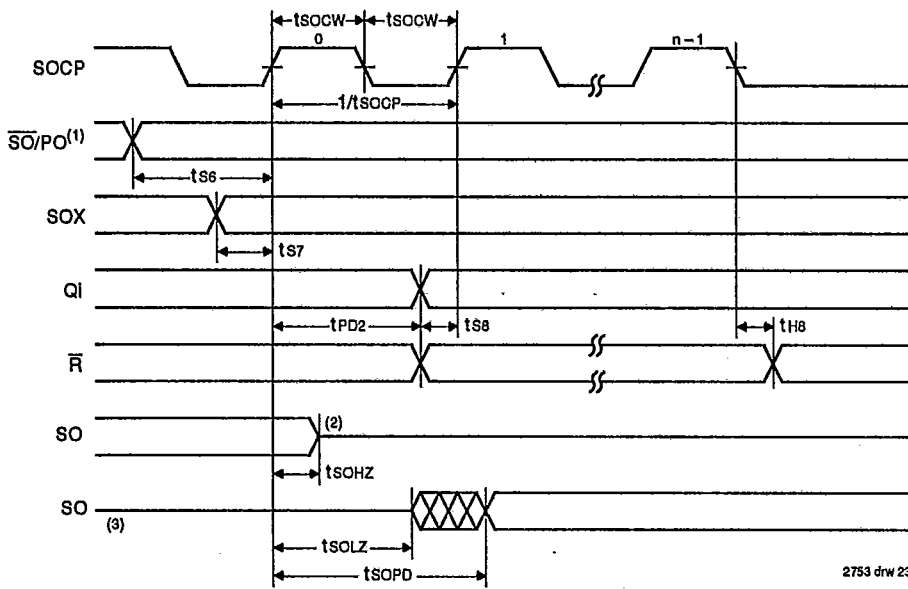 tSOCW tSOCW
0 1 n–1
SOCP
1/tSOCP
SO/PO(1)
tS6
SOX
tS7
Qi
tPD2 tS8 tH8
R
SO (2)
tSOHZ
SO
(3)
tSOLZ
tSOPD
2753 drw 23